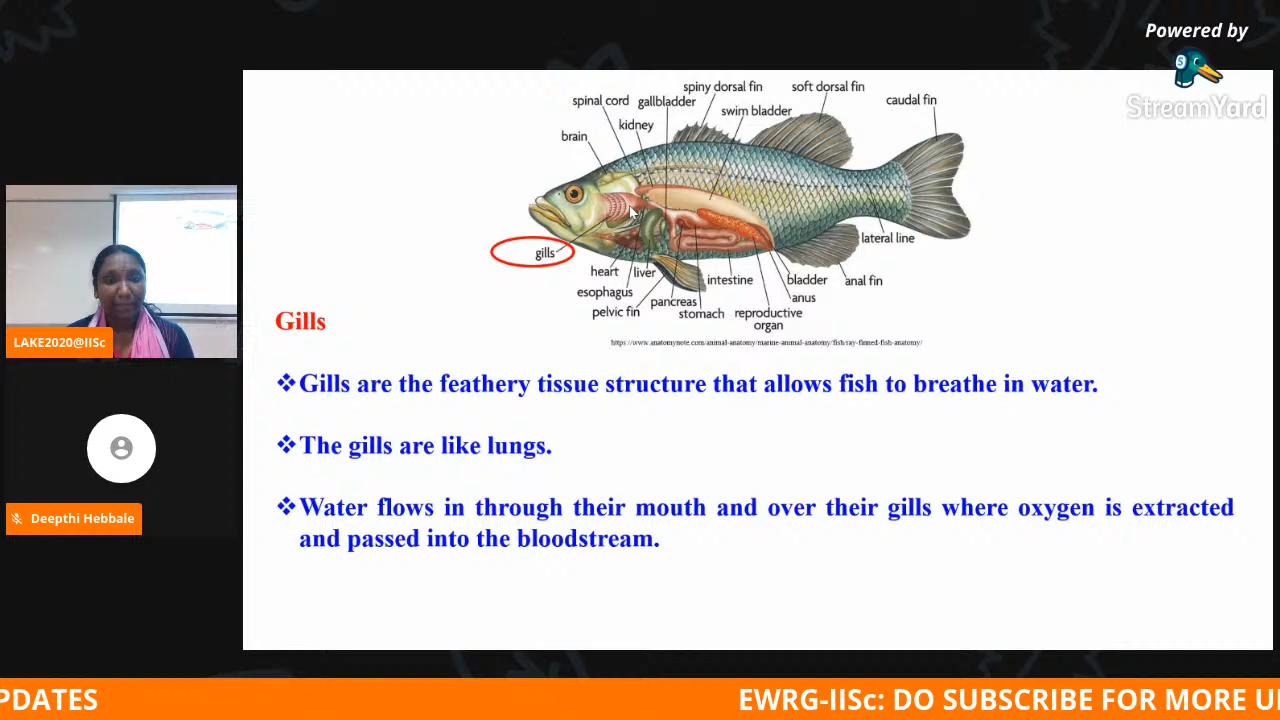 Powered by
StreamYard
spiny dorsal fin
soft dorsal fin
spinal cord
gallbladder
caudal fin
swim bladder
kidney
brain
gills
lateral line
heart
liver
intestine
bladder
anal fin
esophagus
pancreas
anus
pelvic fin
stomach
reproductive
organ
https://www.anatomynote.com/animal-anatomy/marine-animal-anatomy/fish/ray-finned-fish-anatomy/
Gills
❖Gills are the feathery tissue structure that allows fish to breathe in water.
❖The gills are like lungs.
❖Water flows in through their mouth and over their gills where oxygen is extracted
and passed into the bloodstream.
LAKE2020@IISc
Deepthi Hebbale
PDATES EWRG-IISc: DO SUBSCRIBE FOR MORE U